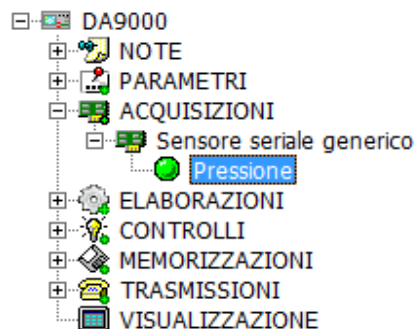 DA9000
NOTE
PARAMETRI
ACQUISIZIONI
Sensore seriale generico
Pressione
ELABORAZIONI
CONTROLLI
MEMORIZZAZIONI
TRASMISSIONI
VISUALIZZAZIONE